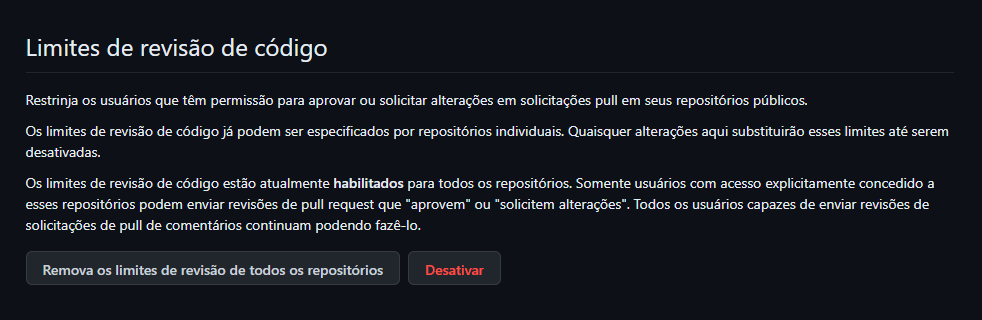 Limites de revisão de código
Restrinja os usuários que têm permissão para aprovar ou solicitar alterações em solicitações pull em seus repositórios públicos.
Os limites de revisão de código já podem ser especificados por repositórios individuais. Quaisquer alterações aqui substituirão esses limites até serem
desativadas.
Os limites de revisão de código estão atualmente habilitados para todos os repositórios. Somente usuários com acesso explicitamente concedido a
esses repositórios podem enviar revisões de pull request que "aprovem" ou "solicitem alterações". Todos os usuários capazes de enviar revisões de
solicitações de pull de comentários continuam podendo fazê-lo.
Remova os limites de revisão de todos os repositórios
Desativar